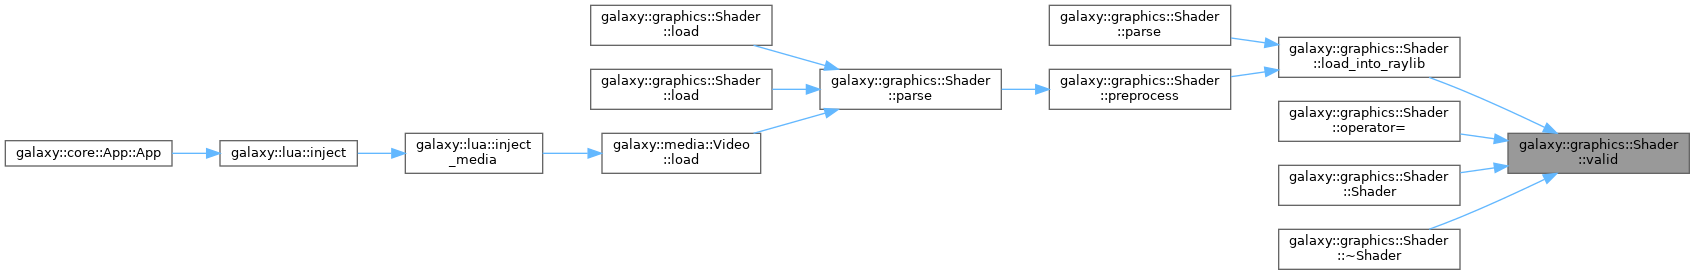 galaxy::core::App::App
galaxy::lua::inject
galaxy::lua::inject
_media
galaxy::graphics::Shader
::load
galaxy::graphics::Shader
::load
galaxy::media::Video
::load
galaxy::graphics::Shader
::parse
galaxy::graphics::Shader
::parse
galaxy::graphics::Shader
::preprocess
galaxy::graphics::Shader
::load_into_raylib
galaxy::graphics::Shader
::operator=
galaxy::graphics::Shader
::Shader
galaxy::graphics::Shader
::~Shader
galaxy::graphics::Shader
::valid